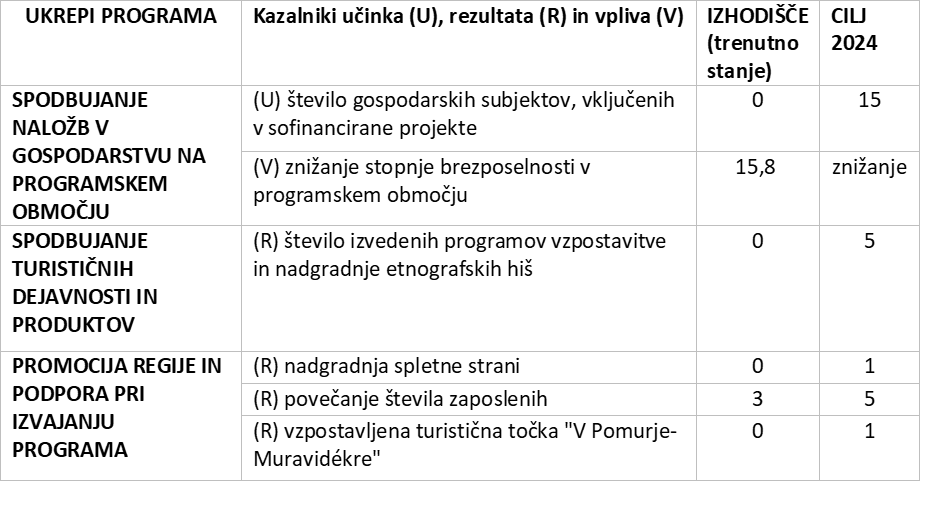 UKREPI PROGRAMA
Kazalniki učinka (U), rezultata (R) in vpliva (V)
IZHODIŠČE
(trenutno
stanje)
CILJ
2024
SPODBUJANJE
NALOŽB V
GOSPODARSTVU NA
PROGRAMSKEM
OBMOČJU
(U) število gospodarskih subjektov, vključenih
v sofinancirane projekte
0
15
(V) znižanje stopnje brezposelnosti v
programskem območju
15,8
znižanje
SPODBUJANJE
TURISTIČNIH
DEJAVNOSTI IN
PRODUKTOV
(R) število izvedenih programov vzpostavitve
in nadgradnje etnografskih hiš
0
5
PROMOCIJA REGIJE IN
PODPORA PRI
IZVAJANJU
PROGRAMA
(R) nadgradnja spletne strani
0
1
(R) povečanje števila zaposlenih
3
5
(R) vzpostavljena turistična točka "V Pomurje-
Muravidékre"
0
1